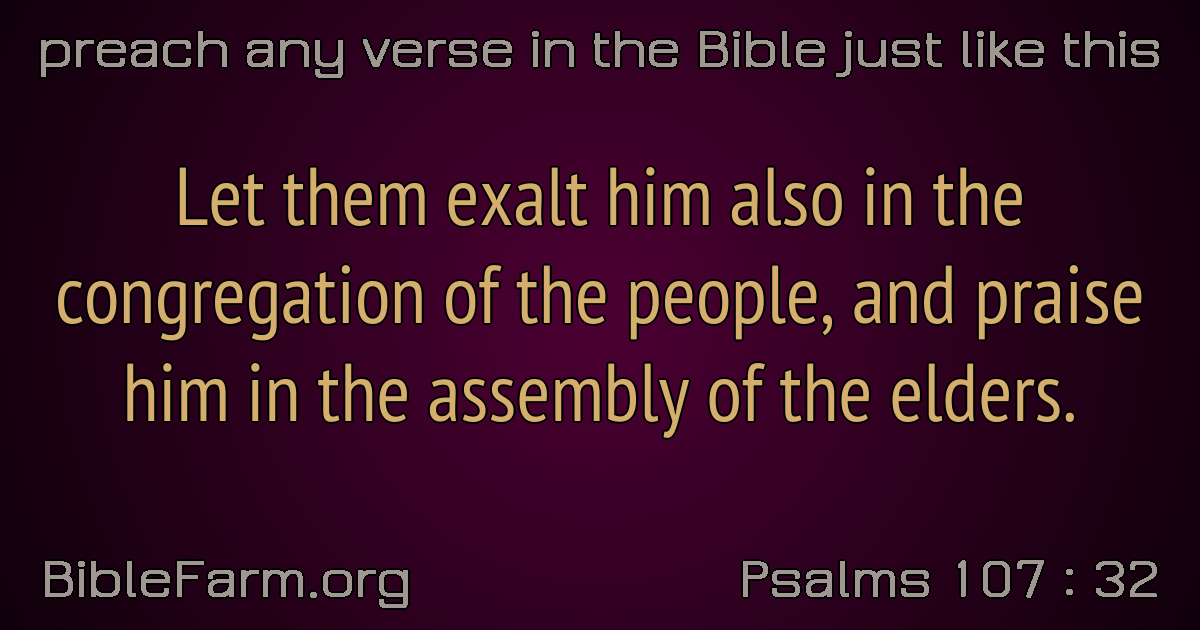 preach any verse in the Bible just like this
Let them exalt him also in the
congregation of the people, and praise
him in the assembly of the elders.
BibleFarm.org
Psalms 107 : 32